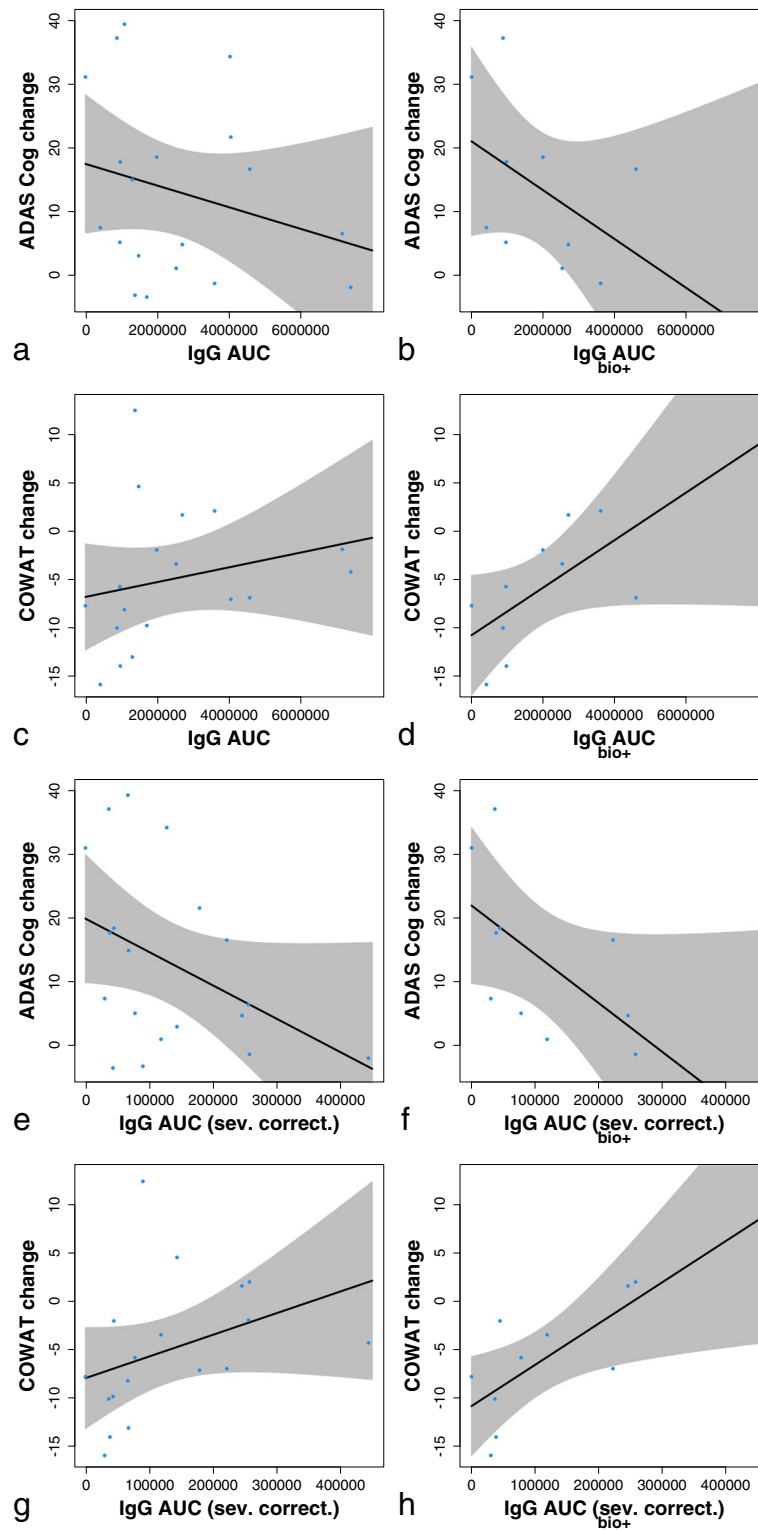 ADAS Cog change
40
30
20
10
0
0 2000000 4000000 6000000
IgG AUC
a
ADAS Cog change
40
30
20
10
0
0 2000000 4000000 6000000
IgG AUC
bio+
b
COWAT change
10
5
0
-5
-10
-15
0 2000000 4000000 6000000
IgG AUC
c
COWAT change
10
5
0
-5
-10
-15
0 2000000 4000000 6000000
IgG AUC
bio+
d
ADAS Cog change
40
30
20
10
0
0 100000 200000 300000 400000
IgG AUC (sev. correct.)
e
ADAS Cog change
40
30
20
10
0
0 100000 200000 300000 400000
IgG AUC (sev. correct.)
bio+
f
COWAT change
10
5
0
-5
-10
-15
0 100000 200000 300000 400000
IgG AUC (sev. correct.)
g
COWAT change
10
5
0
-5
-10
-15
0 100000 200000 300000 400000
IgG AUC (sev. correct.)
bio+
h